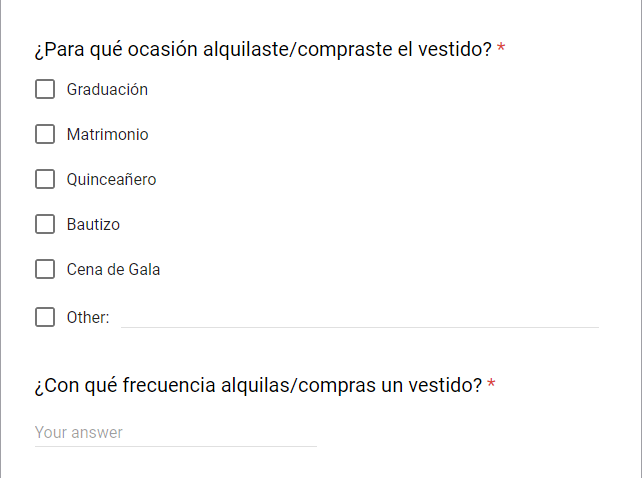 ¿Para qué ocasión alquilaste/compraste el vestido? *
Graduación
Matrimonio
Quinceañero
Bautizo
Cena de Gala
Other:
¿Con qué frecuencia alquilas/compras un vestido? *
Your answer